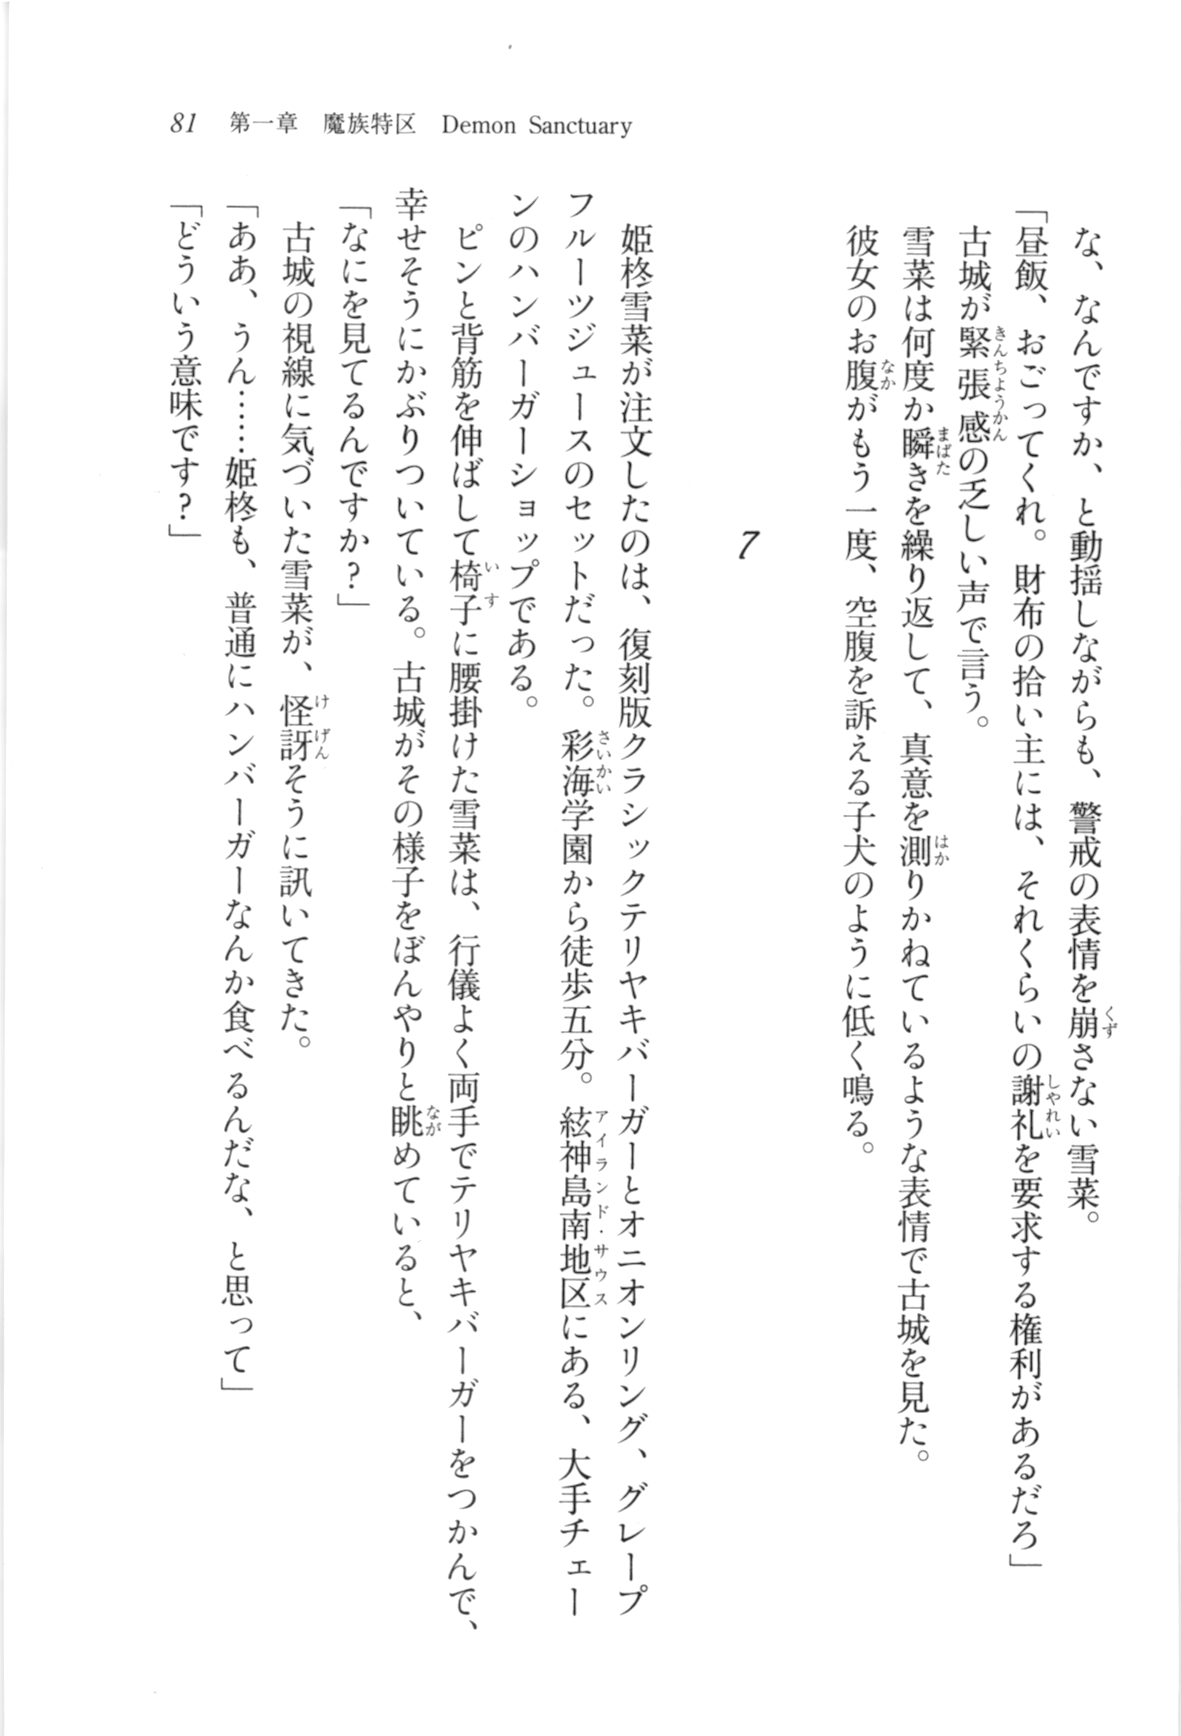 81　第一章　魔族特区　Demon Sanctuary
　な、なんですか、と動揺しながらも、警戒の表情を崩さない雪菜。
「昼飯、おごってくれ。財布の拾い主には、それくらいの謝礼を要求する権利があるだろ」
　古城が緊張感の乏しい声で言う。
　雪菜は何度か瞬きを繰り返して、真意を測りかねているような表情で古城を見た。
　彼女のお腹がもう一度、空腹を訴える子犬のように低く鳴る。
7
　姫柊雪菜が注文したのは、復刻版クラシックテリヤキバーガーとオニオンリング、グレープ
フルーツジュースのセットだった。彩海学園から徒歩五分。絃神島南地区にある、大手チェー
ンのハンバーガーショップである。
　ピンと背筋を伸ばして椅子に腰掛けた雪菜は、行儀よく両手でテリヤキバーガーをつかんで、
幸せそうにかぶりついている。古城がその様子をぼんやりと眺めていると、
「なにを見てるんですか？」
　古城の視線に気づいた雪菜が、怪訝そうに訊いてきた。
「ああ、うん……姫柊も、普通にハンバーガーなんか食べるんだな、と思って」
「どういう意味です？」